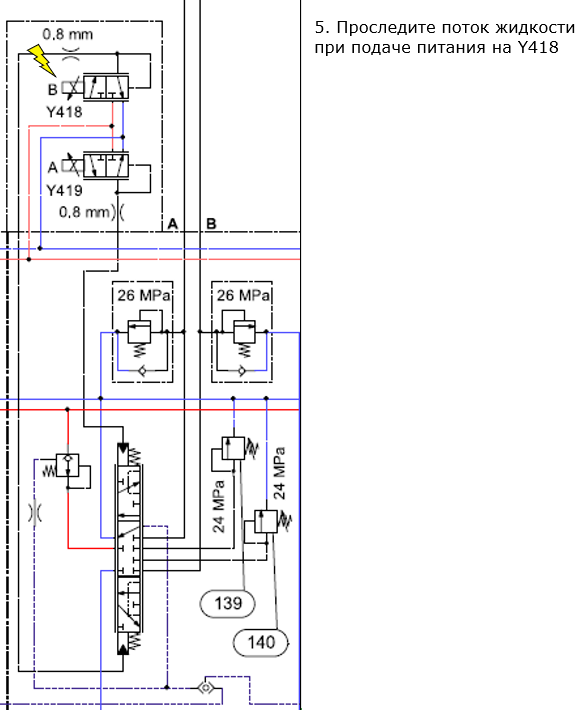 5. Проследите поток жидкости
при подаче питания на Y418
0,8 mm
B
Y418
A
Y419
0,8 mm
A B
26 MPa 26 MPa
24 MPa
24 MPa
139
140